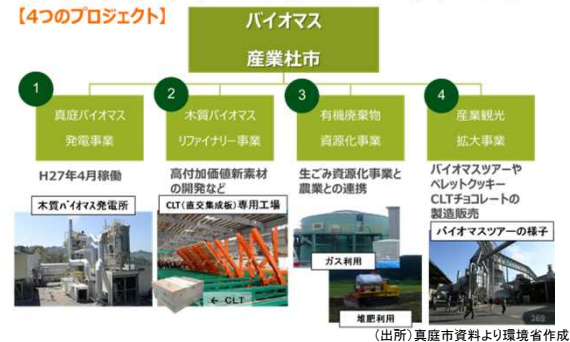 【4つのプロジェクト】
バイオマス
産業杜市
1
真庭バイオマス
発電事業
H27年4月稼働
木質バイオマス発電所
2
木質バイオマス
リファイナリー事業
高付加価値新素材
の開発など
CLT(直交集成板)専用工場
← CLT
3
有機廃棄物
資源化事業
生ごみ資源化事業と
農業との連携
ガス利用
堆肥利用
4
産業観光
拡大事業
バイオマスツアーや
ペレットクッキー
CLTチョコレートの
製造販売
バイオマスツアーの様子
269
(出所)真庭市資料より環境省作成